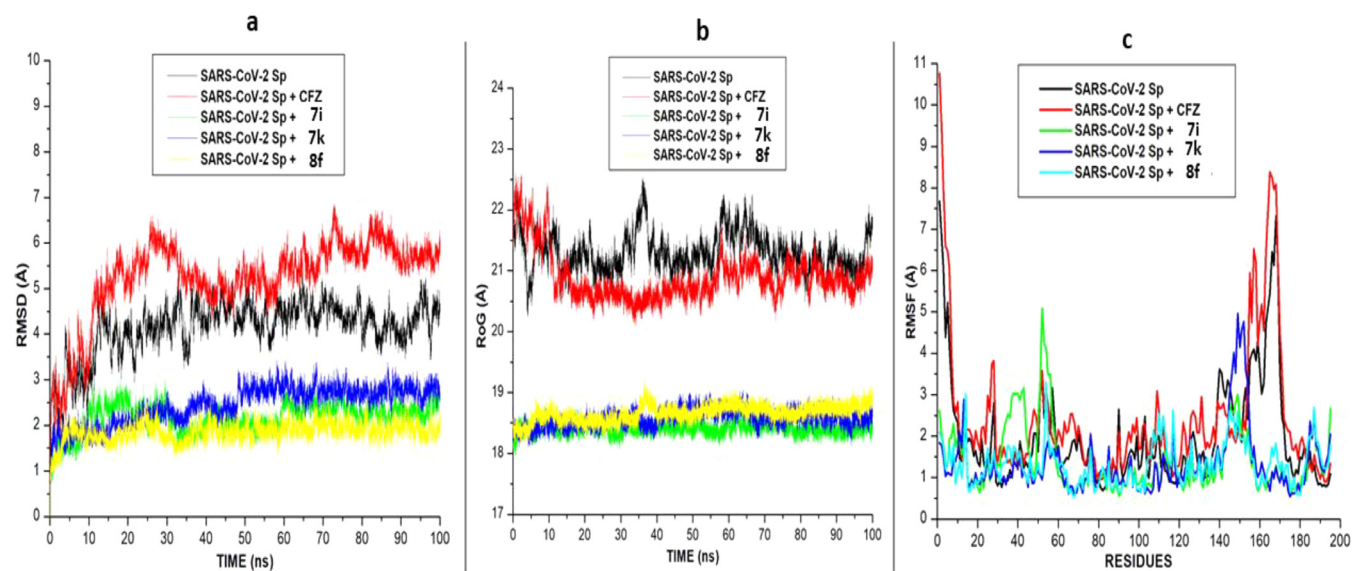 a
10
9
8
7
6
5
4
3
2
1
0
RMSD (Å)
SARS-CoV-2 Sp
SARS-CoV-2 Sp + CFZ
SARS-CoV-2 Sp + 7i
SARS-CoV-2 Sp + 7k
SARS-CoV-2 Sp + 8f
0 10 20 30 40 50 60 70 80 90 100
TIME (ns)
b
24
23
22
21
20
19
18
17
RoG (Å)
SARS-CoV-2 Sp
SARS-CoV-2 Sp + CFZ
SARS-CoV-2 Sp + 7i
SARS-CoV-2 Sp + 7k
SARS-CoV-2 Sp + 8f
0 10 20 30 40 50 60 70 80 90 100
TIME (ns)
c
11
10
9
8
7
6
5
4
3
2
1
0
RMSF (Å)
SARS-CoV-2 Sp
SARS-CoV-2 Sp + CFZ
SARS-CoV-2 Sp + 7i
SARS-CoV-2 Sp + 7k
SARS-CoV-2 Sp + 8f
0 20 40 60 80 100 120 140 160 180 200
RESIDUES